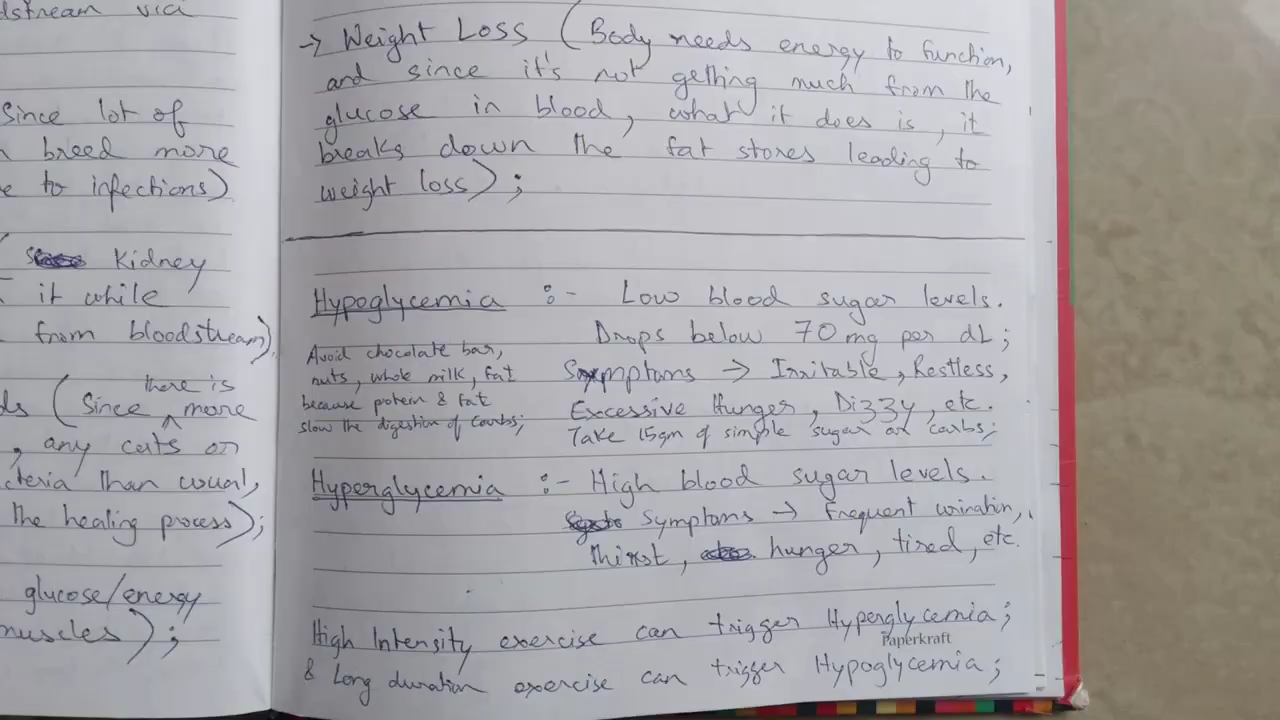 dstream via
Since lot of
breed more
e to infections)
Kidney
it while
from bloodstream),
there is
ds (Since ^ more
, any cuts or
cteria than usual,
the healing process);
glucose/energy
muscles);
→ Weight Loss (Body needs energy to function,
and since it's not getting much from the
glucose in blood, what it does is, it
breaks down the fat stores leading to
weight loss);
Hypoglycemia :- Low blood sugar levels.
Drops below 70 mg per dL;
Avoid chocolate bar,
nuts, whole milk, fat
because protein & fat
slow the digestion of carbs;
Symptoms → Irritable, Restless,
Excessive Hunger, Dizzy, etc.
Take 15gm of simple sugar or carbs;
Hyperglycemia :- High blood sugar levels.
Symptoms → Frequent urination,
thirst, hunger, tired, etc.
High Intensity exercise can trigger Hyperglycemia;
Paperkraft
& Long duration exercise can trigger Hypoglycemia;